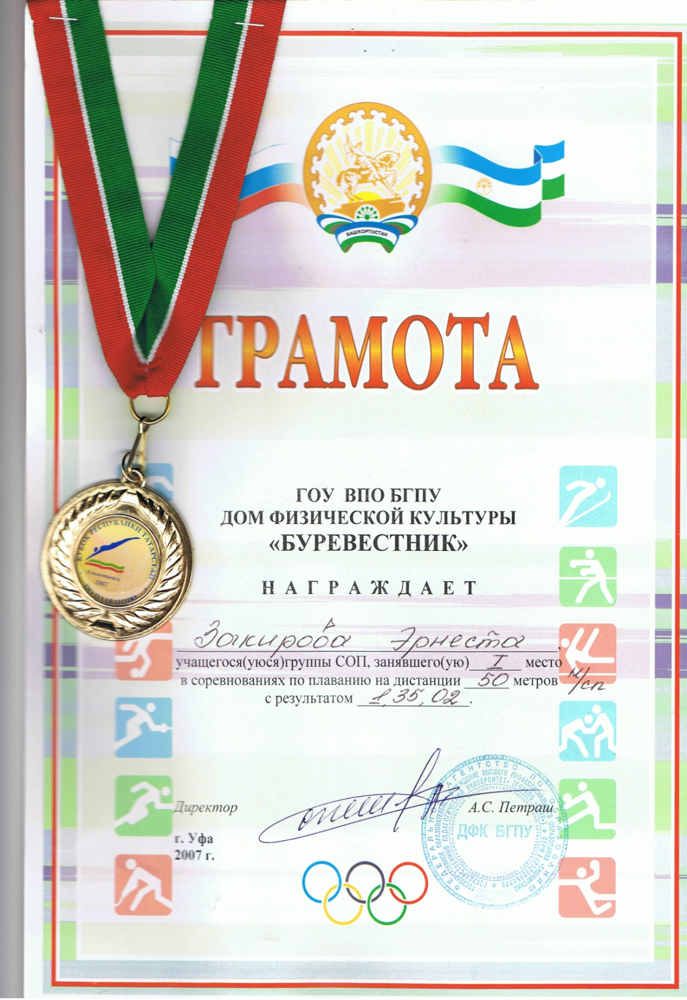 БАШКОРТОСТАН
ГРАМОТА
КУБОК РЕСПУБЛИКИ ТАТАРСТАН
Альметьевск
2007
ПО ПЛАВАНИЮ
ГОУ ВПО БГПУ
ДОМ ФИЗИЧЕСКОЙ КУЛЬТУРЫ
«БУРЕВЕСТНИК»
НАГРАЖДАЕТ
Закирова Эрнеста,
учащегося(уюся)группы СОП, занявшего(ую) I место
в соревнованиях по плаванию на дистанции 50 метров н/сп
с результатом 1,35,02.
Директор
А.С. Петраш
ФЕДЕРАЛЬНОЕ АГЕНТСТВО ПО ОБРАЗОВАНИЮ
ДФК БГПУ
г. Уфа
2007 г.